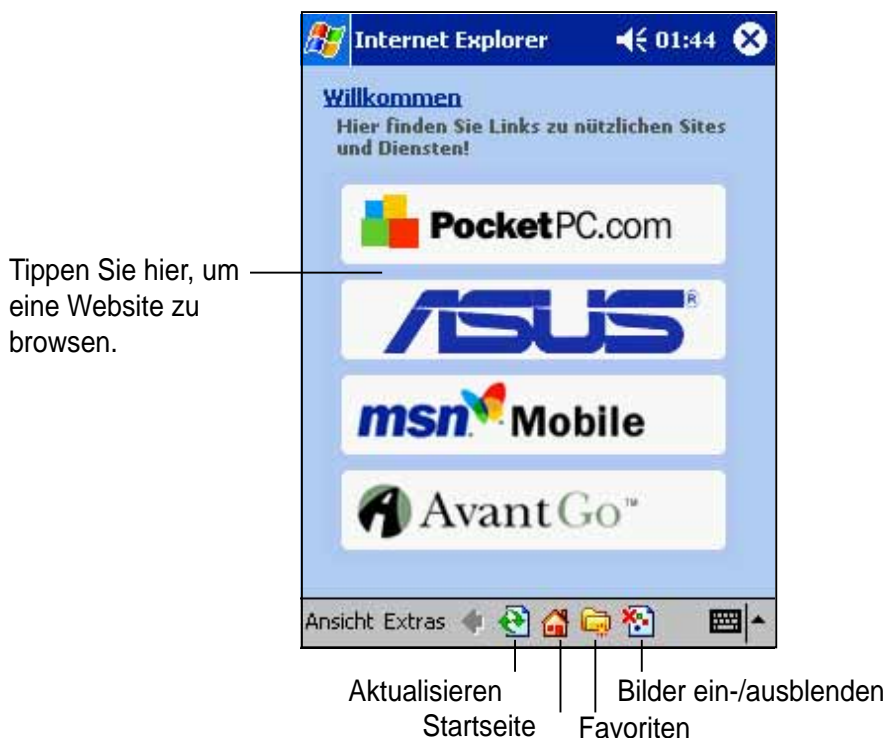 Internet Explorer 01:44
Willkommen
Hier finden Sie Links zu nützlichen Sites
und Diensten!
PocketPC.com
Tippen Sie hier, um
eine Website zu
browsen.
ASUS®
msn Mobile
AvantGo™
Ansicht Extras
Aktualisieren Bilder ein-/ausblenden
Startseite Favoriten